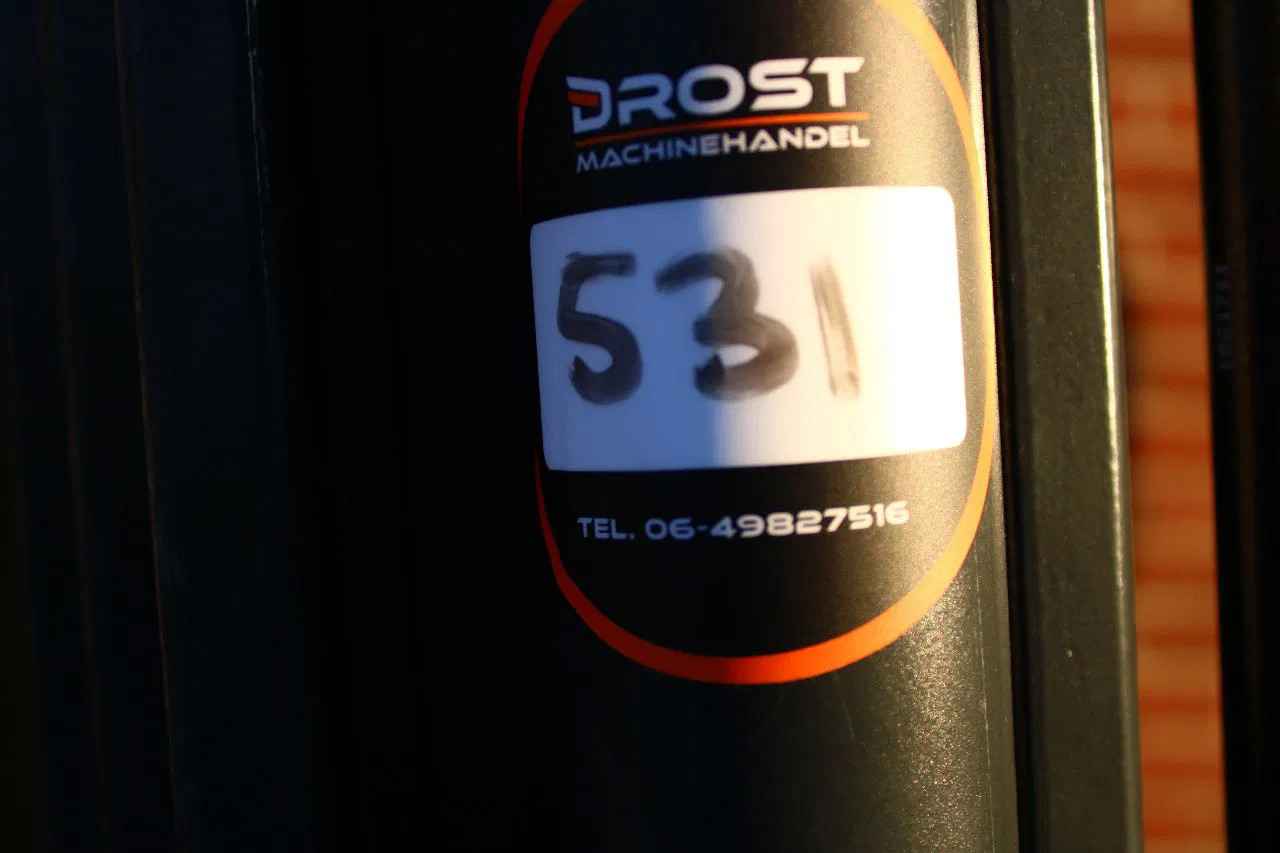 DROST
MACHINEHANDEL
531
TEL. 06-49827516